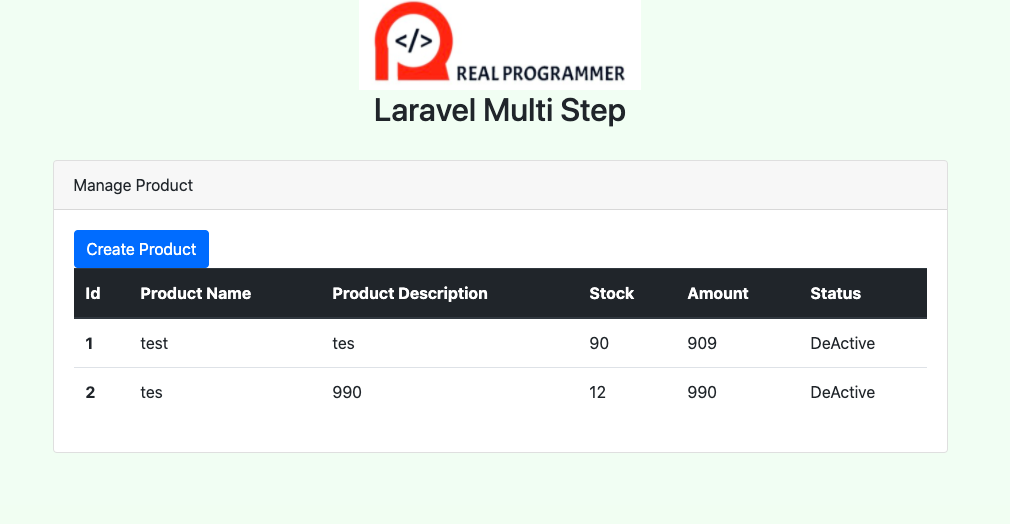 </>
REAL PROGRAMMER
Laravel Multi Step
Manage Product
Create Product
Id Product Name Product Description Stock Amount Status
1 test tes 90 909 DeActive
2 tes 990 12 990 DeActive